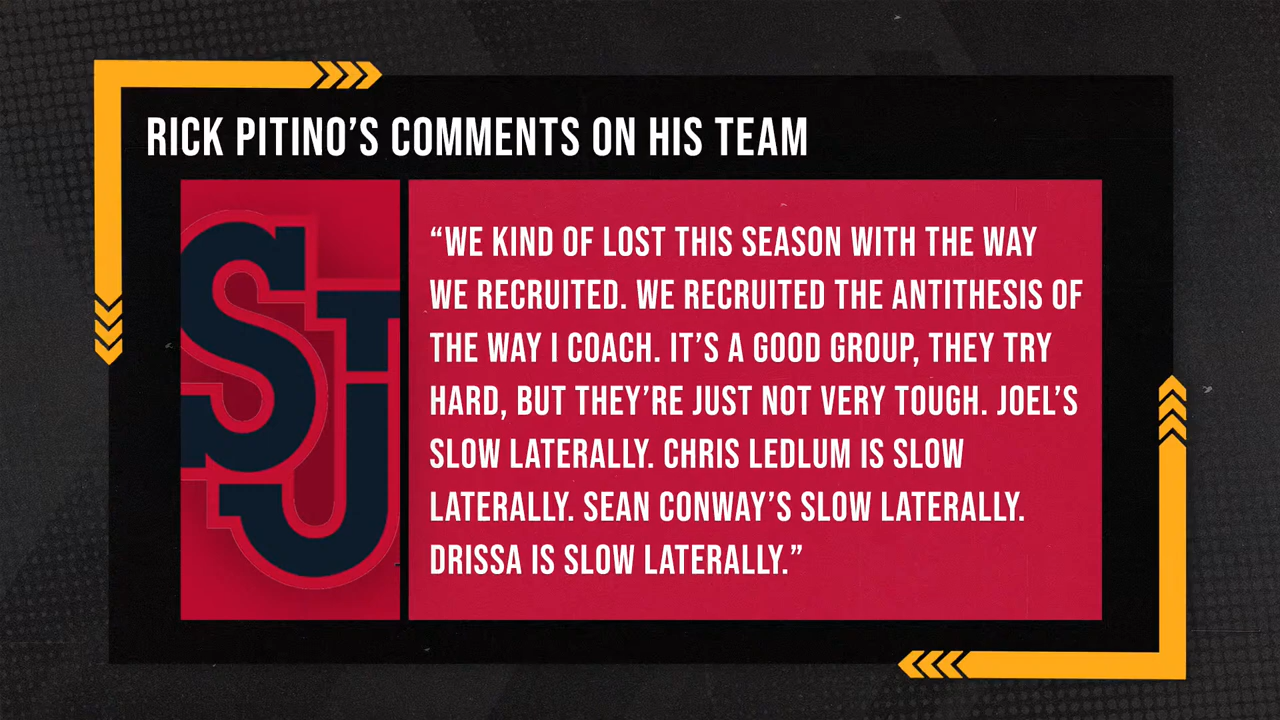 RICK PITINO’S COMMENTS ON HIS TEAM
STJ
“WE KIND OF LOST THIS SEASON WITH THE WAY
WE RECRUITED. WE RECRUITED THE ANTITHESIS OF
THE WAY I COACH. IT’S A GOOD GROUP, THEY TRY
HARD, BUT THEY’RE JUST NOT VERY TOUGH. JOEL’S
SLOW LATERALLY. CHRIS LEDLUM IS SLOW
LATERALLY. SEAN CONWAY’S SLOW LATERALLY.
DRISSA IS SLOW LATERALLY.”